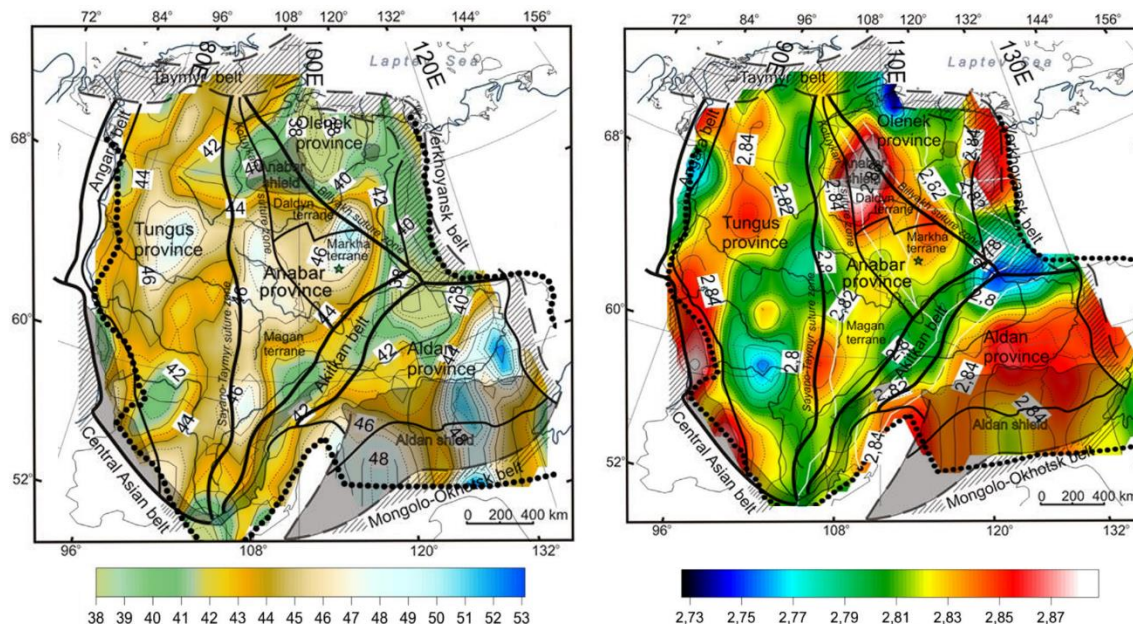 72° 84° 96° 108° 120° 132° 144° 156°
Laptev Sea
Taymyr belt
100E
120E
68°
60°
52°
Angara belt
Olenek
province
Anabar
shield
Daldyn
terrane
Billyakh suture zone
Verkhoyansk belt
Tungus
province
Markha
terrane
Anabar
province
Magan
terrane
Sayano-Taymyr suture zone
Akitkan belt
Aldan
province
Aldan shield
Central Asian belt
Mongolo-Okhotsk belt
42
40
38
44
46
48
0 200 400 km
96° 108° 120° 132°
38 39 40 41 42 43 44 45 46 47 48 49 50 51 52 53
72° 84° 96° 108° 120° 132° 144° 156°
Laptev Sea
Taymyr belt
130E
68°
60°
52°
Angara belt
Olenek
province
Anabar
shield
Daldyn
terrane
Billyakh suture zone
Verkhoyansk belt
Tungus
province
Markha
terrane
Anabar
province
Magan
terrane
Sayano-Taymyr suture zone
Akitkan belt
Aldan
province
Aldan shield
Central Asian belt
Mongolo-Okhotsk belt
2,84
2,82
2,8
0 200 400 km
96° 108° 120° 132°
2,73 2,75 2,77 2,79 2,81 2,83 2,85 2,87